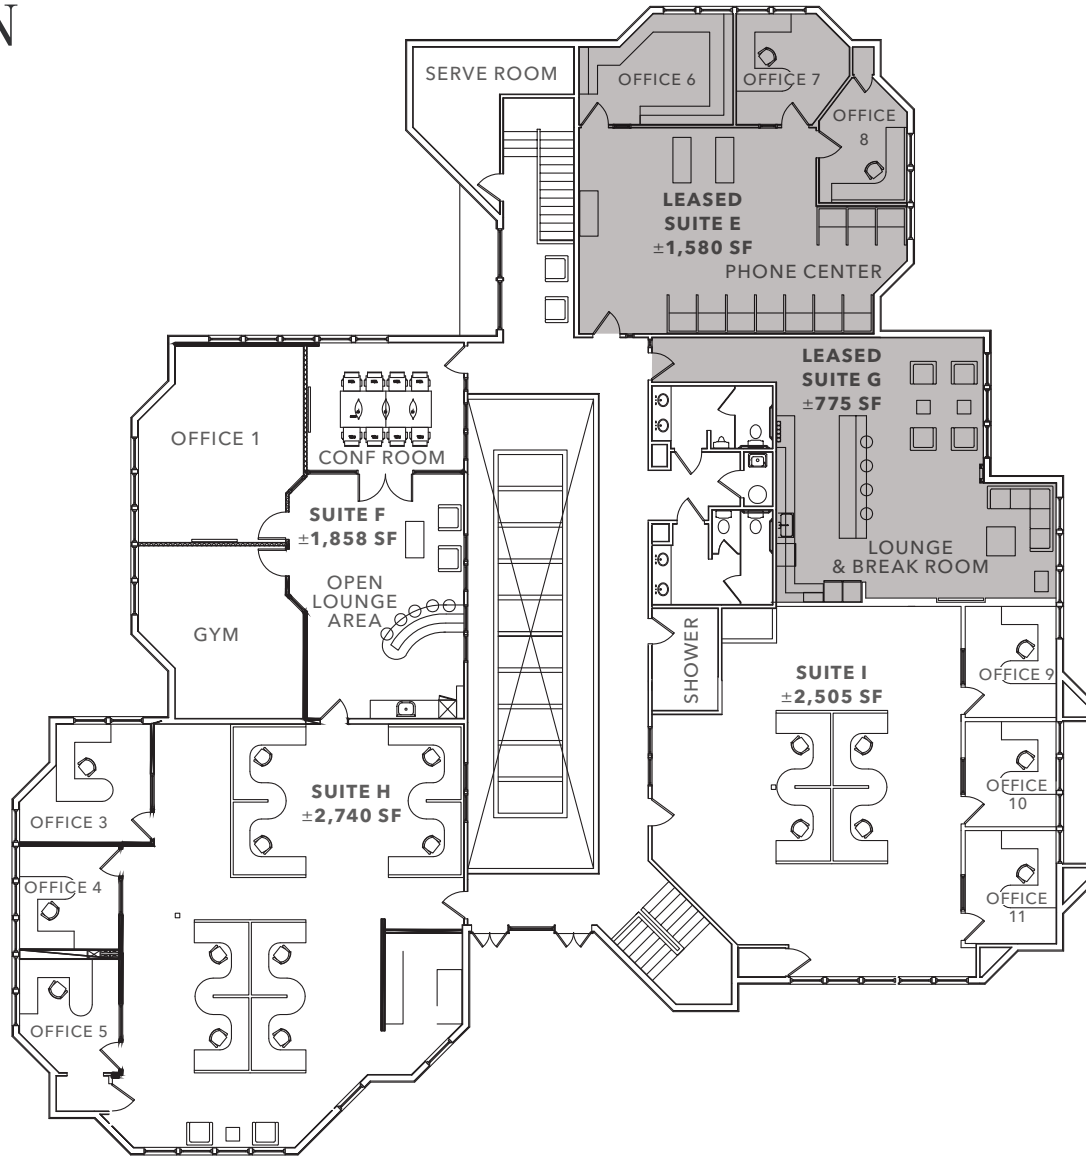 N
SERVE ROOM
OFFICE 6
OFFICE 7
OFFICE
8
LEASED
SUITE E
±1,580 SF
PHONE CENTER
LEASED
SUITE G
±775 SF
OFFICE 1
CONF ROOM
SUITE F
±1,858 SF
LOUNGE
& BREAK ROOM
OPEN
LOUNGE
AREA
GYM
SHOWER
SUITE I
±2,505 SF
OFFICE 9
SUITE H
±2,740 SF
OFFICE
10
OFFICE 3
OFFICE 4
OFFICE
11
OFFICE 5